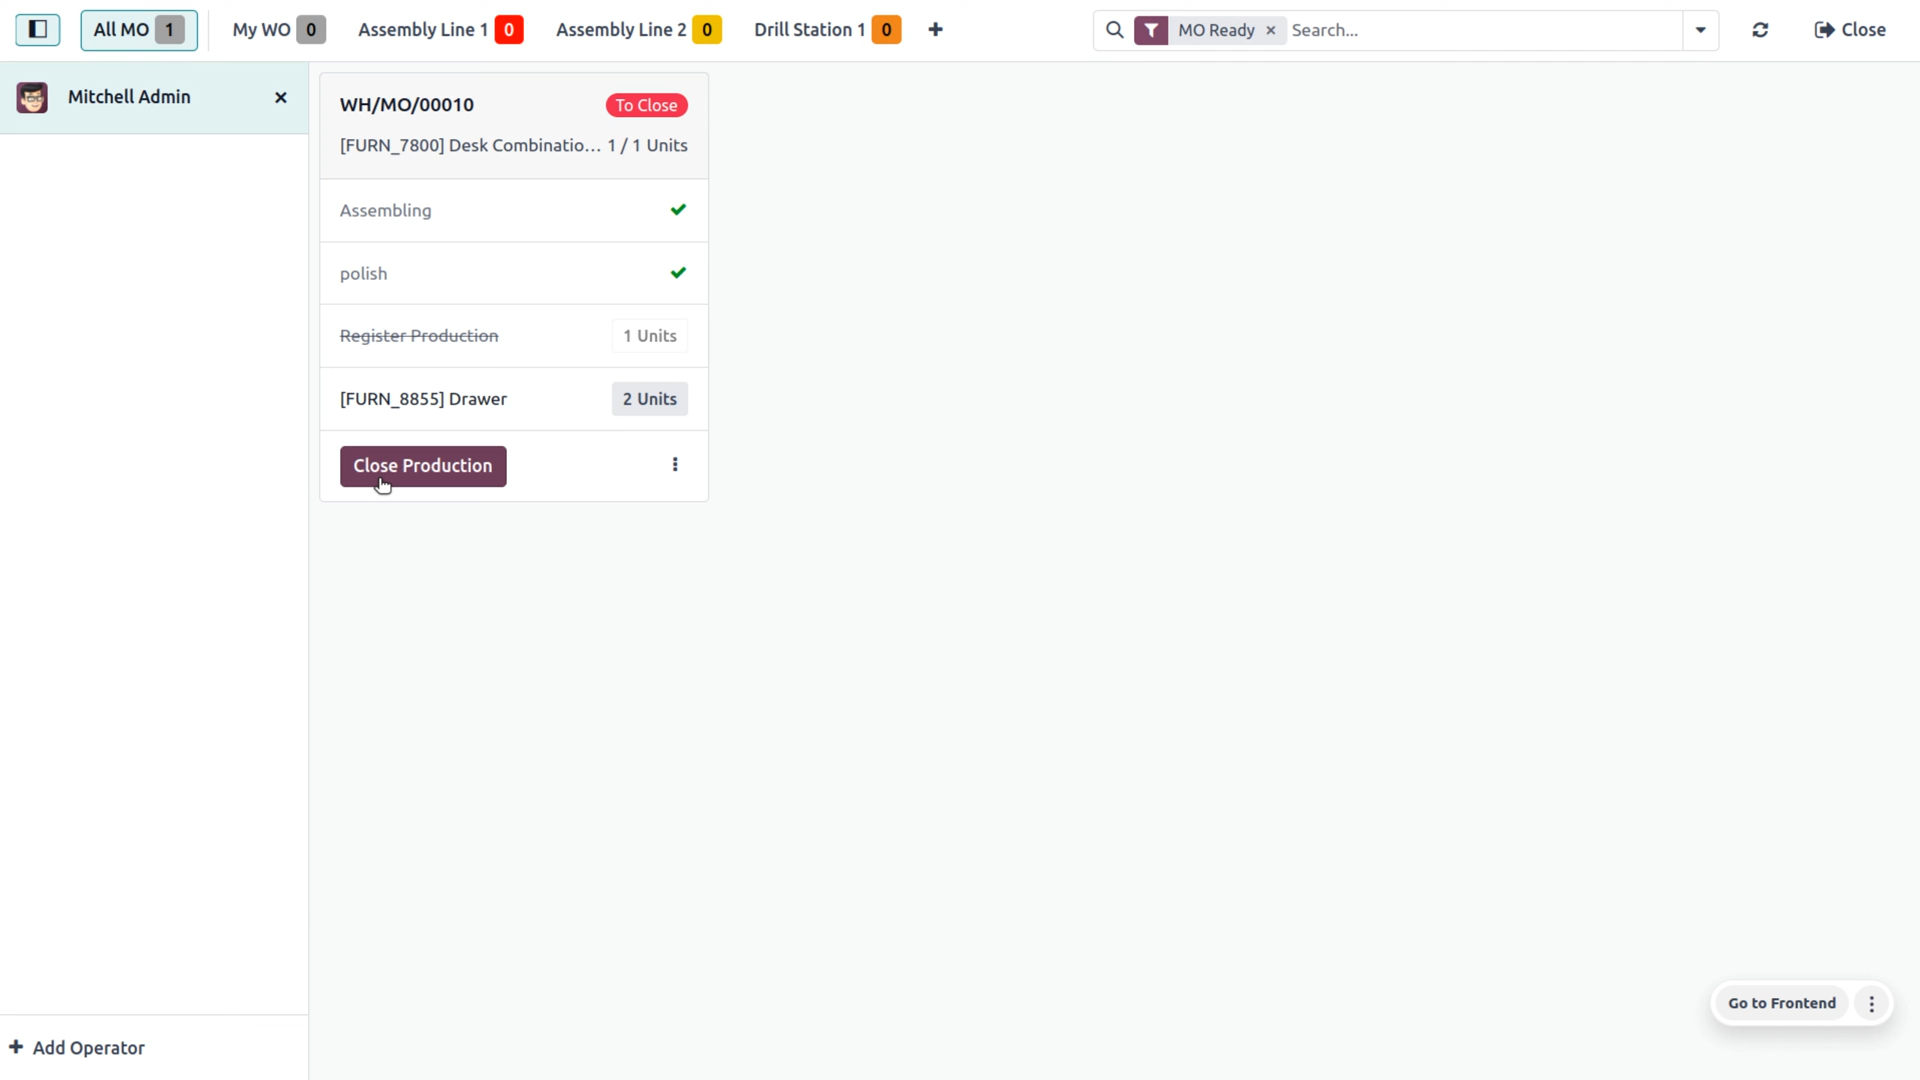 All MO 1 My WO 0 Assembly Line 1 0 Assembly Line 2 0 Drill Station 1 0 MO Ready Search... Close
Mitchell Admin
WH/MO/00010 To Close
[FURN_7800] Desk Combinatio... 1 / 1 Units
Assembling
polish
Register Production 1 Units
[FURN_8855] Drawer 2 Units
Close Production
Go to Frontend
Add Operator